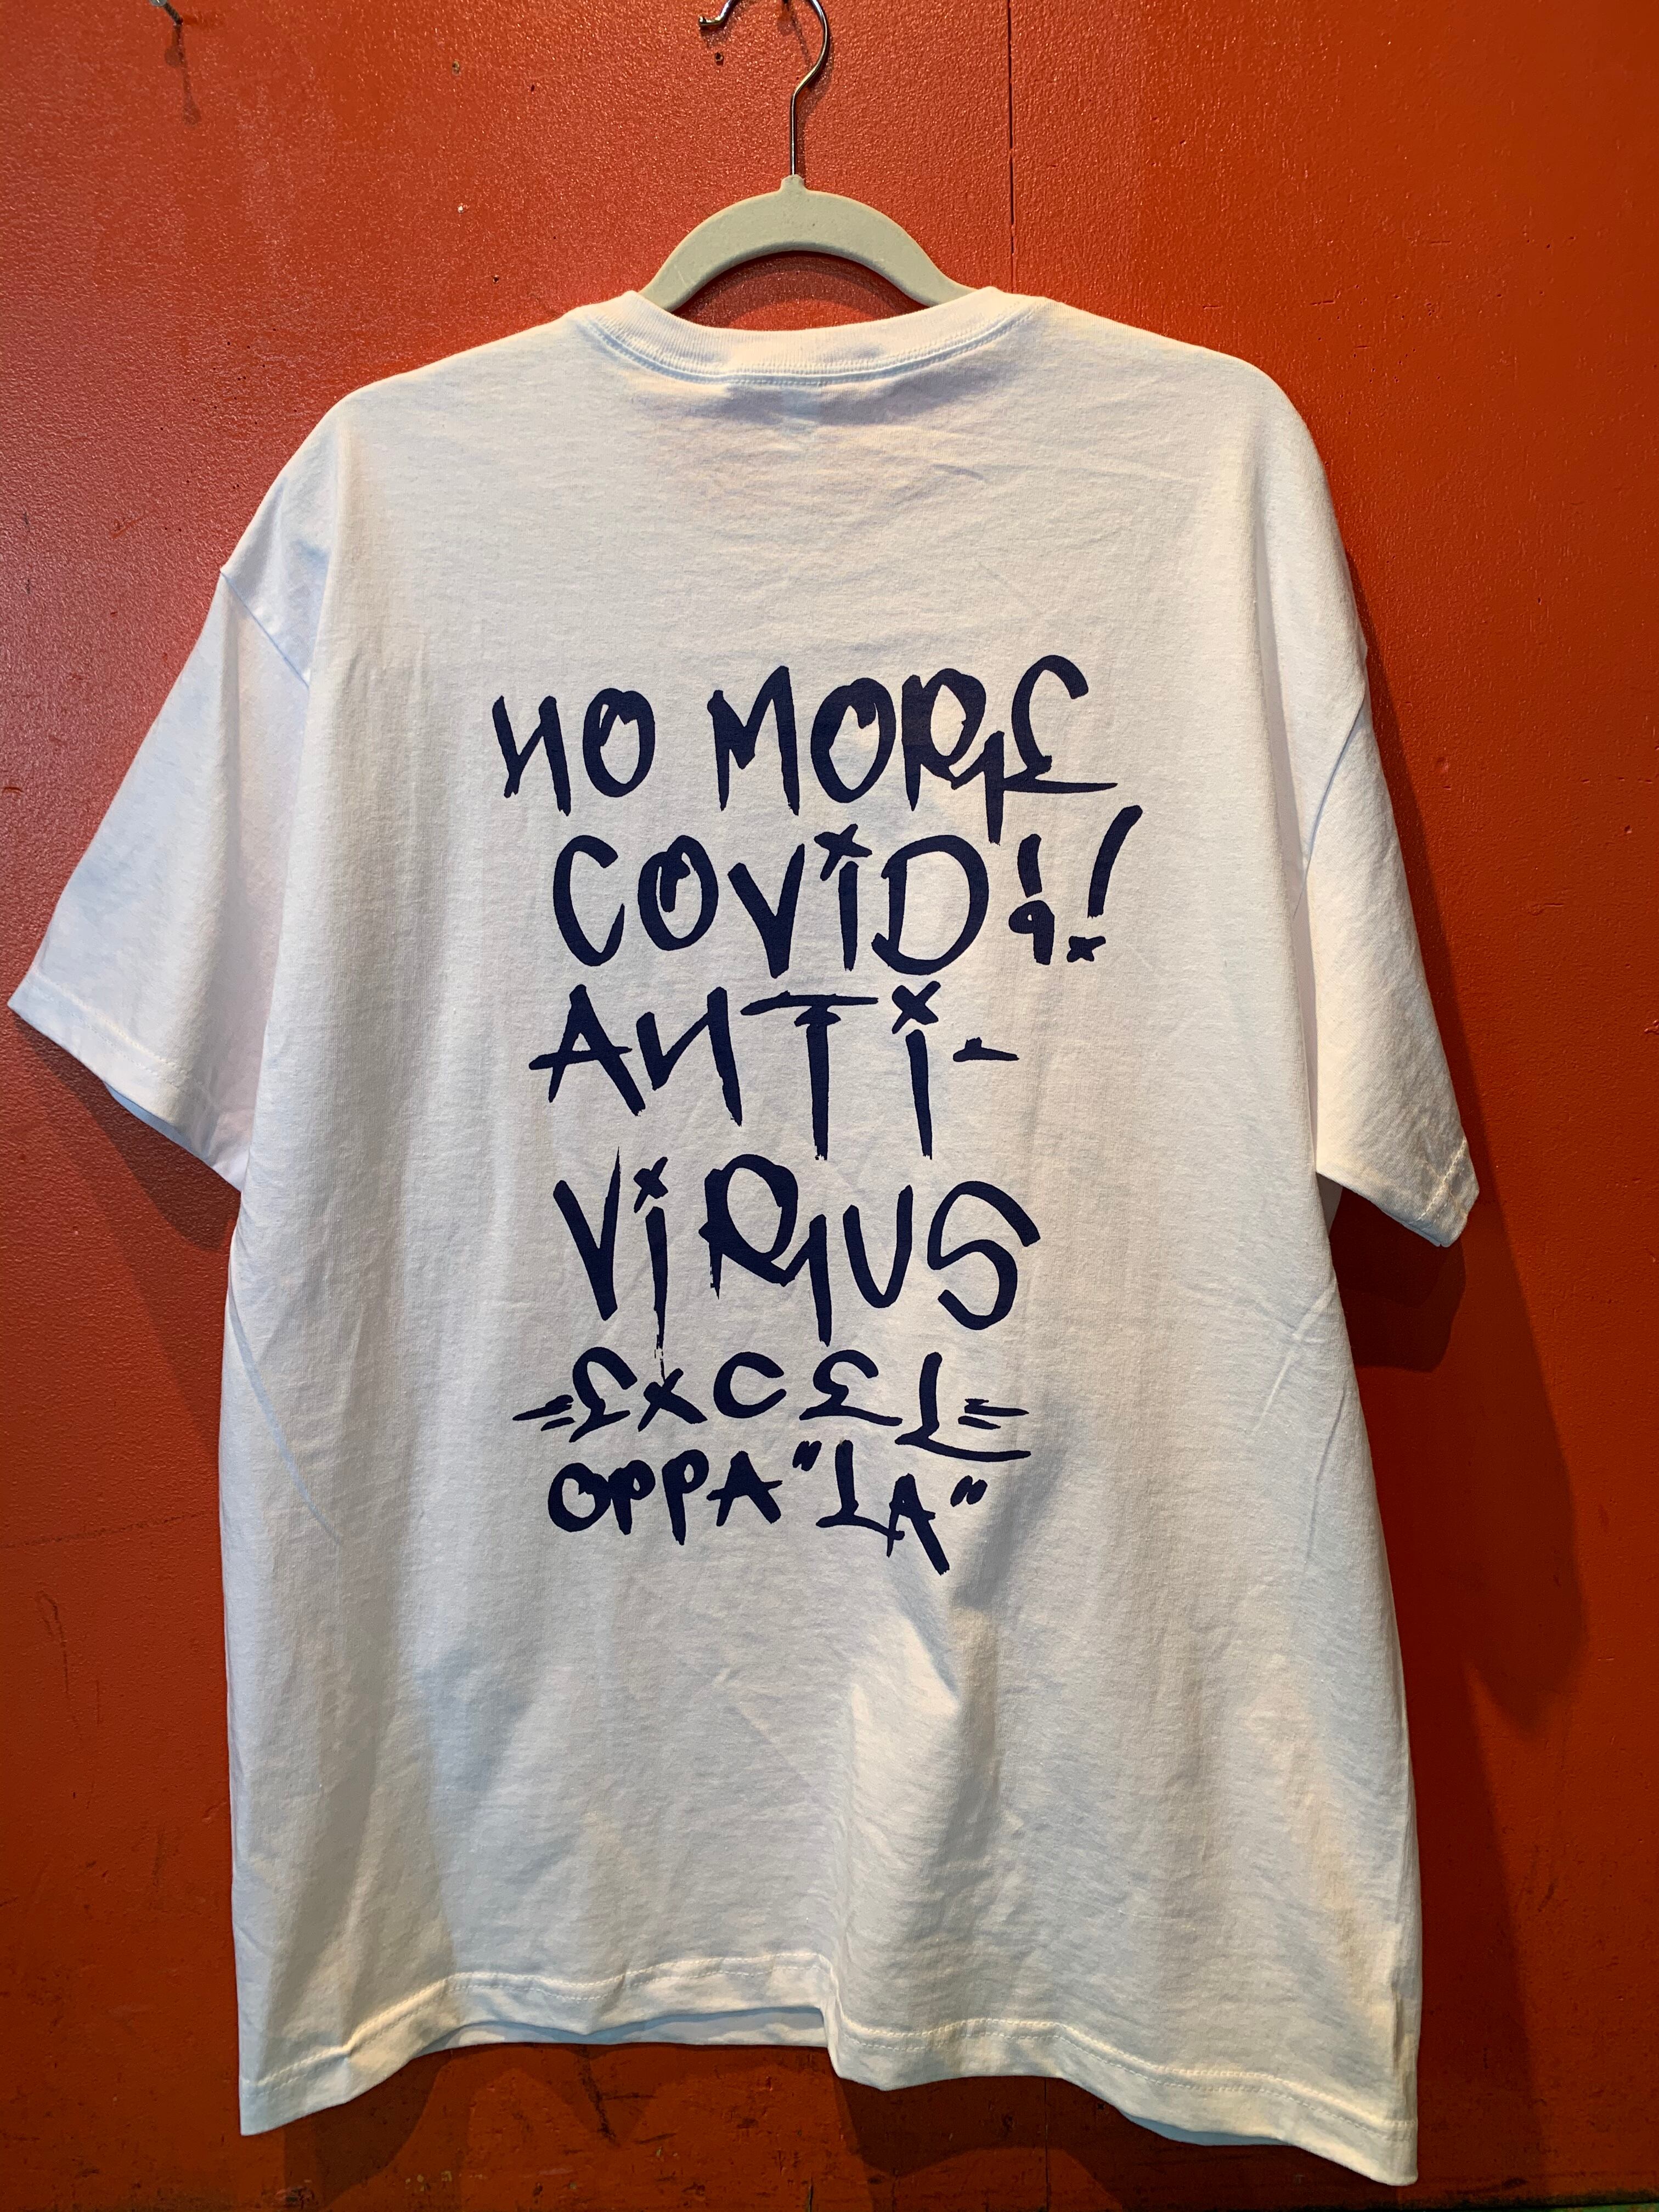 NO MORE
COVID!!
ANTI-
ViRUS
=EXCEL=
OPPA "LA"